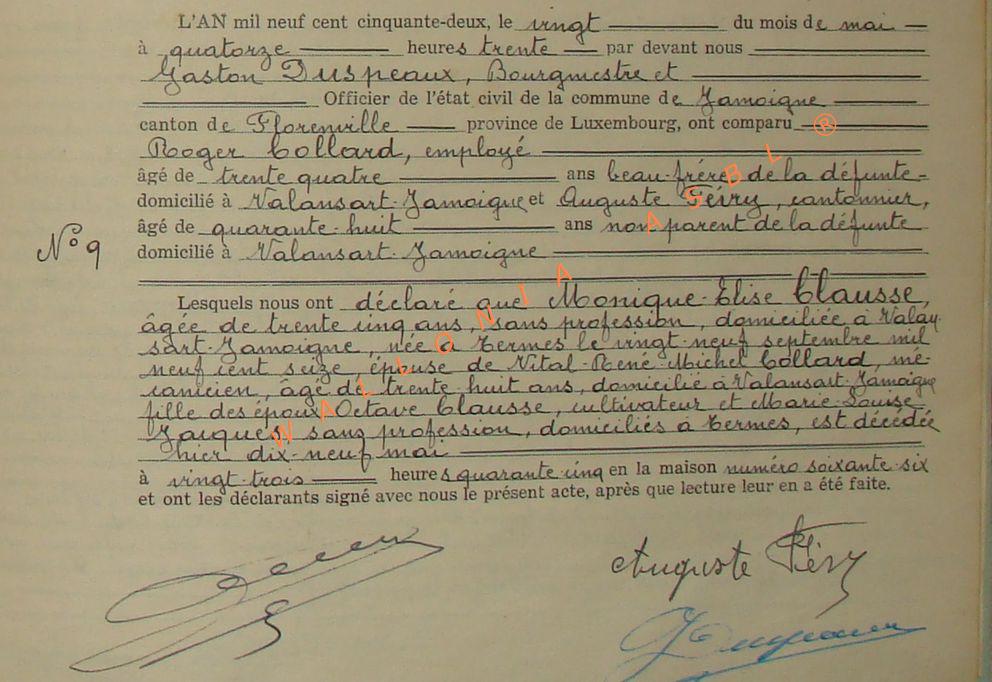 L'AN mil neuf cent cinquante-deux, le vingt du mois de mai
à quatorze heures trente par devant nous
Gaston Duspeaux, Bourgmestre et
Officier de l'état civil de la commune de Jamoigne
canton de Florenville province de Luxembourg, ont comparu
Roger Collard, employé
âgé de trente quatre ans beau-frère de la défunte
domicilié à Valansart-Jamoigne et Auguste Févry, cantonnier,
âgé de quarante-huit ans non parent de la défunte
domicilié à Valansart-Jamoigne
N° 9
Lesquels nous ont déclaré que Monique-Elise Clausse,
âgée de trente cinq ans, sans profession, domiciliée à Valan-
sart-Jamoigne, née à Termes le vingt-neuf septembre mil
neuf cent seize, épouse de Vital-René-Michel Collard, mé-
canicien, âgé de trente-huit ans, domicilié à Valansart-Jamoigne
fille des époux Octave Clausse, cultivateur et Marie-Louise
Jacques, sans profession, domiciliés à Termes, est décédée
hier dix-neuf mai
à vingt-trois heures quarante-cinq en la maison numéro soixante-six
et ont les déclarants signé avec nous le présent acte, après que lecture leur en a été faite.
Auguste Févry
WALLONIA ASBL ®